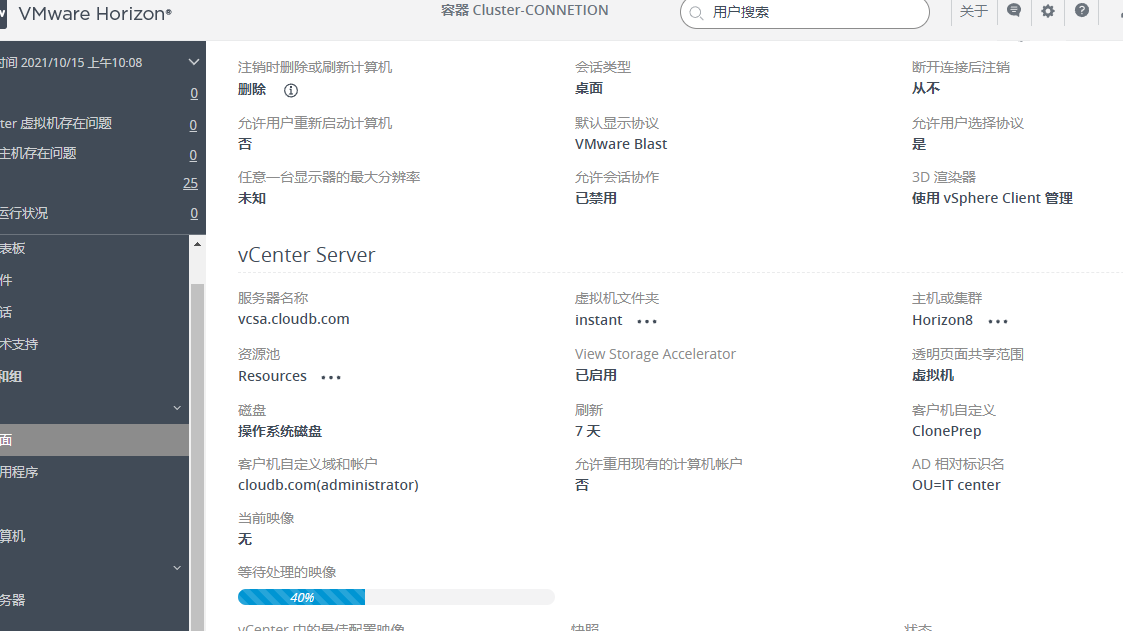 VMware Horizon®
容器 Cluster-CONNETION
用户搜索
关于
时间 2021/10/15 上午10:08
0
ter 虚拟机存在问题
0
主机存在问题
0
25
运行状况
0
表板
件
话
术支持
和组
面
用程序
算机
务器
注销时删除或刷新计算机
会话类型
断开连接后注销
删除
桌面
从不
允许用户重新启动计算机
默认显示协议
允许用户选择协议
否
VMware Blast
是
任意一台显示器的最大分辨率
允许会话协作
3D 渲染器
未知
已禁用
使用 vSphere Client 管理
vCenter Server
服务器名称
虚拟机文件夹
主机或集群
vcsa.cloudb.com
instant •••
Horizon8 •••
资源池
View Storage Accelerator
透明页面共享范围
Resources •••
已启用
虚拟机
磁盘
刷新
客户机自定义
操作系统磁盘
7 天
ClonePrep
客户机自定义域和帐户
允许重用现有的计算机帐户
AD 相对标识名
cloudb.com(administrator)
否
OU=IT center
当前映像
无
等待处理的映像
40%
vCenter 中的最佳配置映像
快照
状态